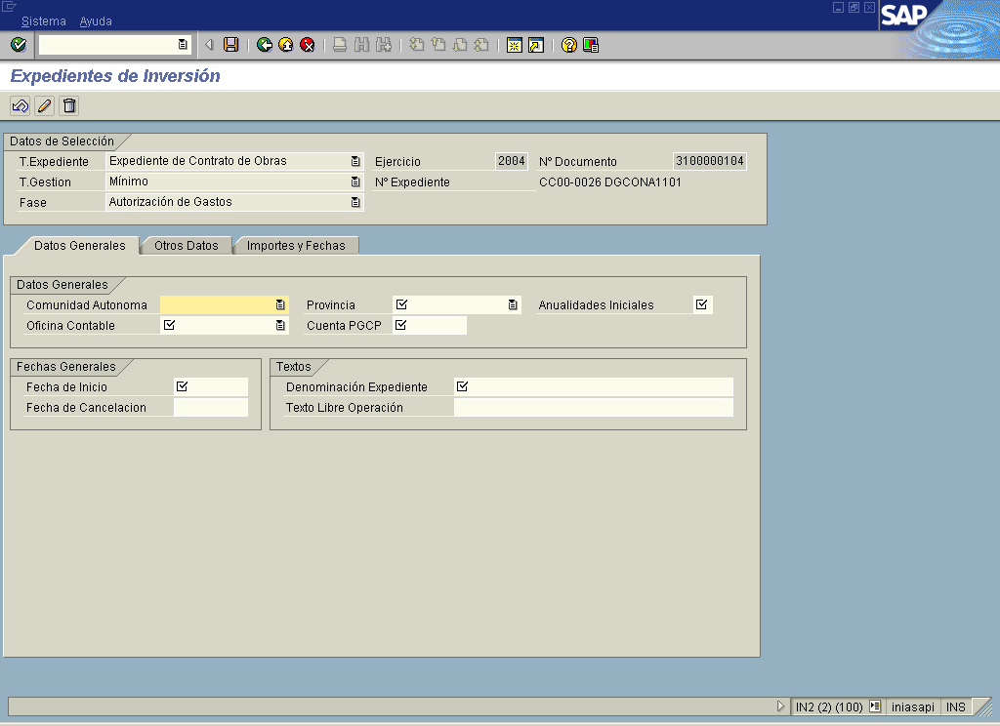 Sistema Ayuda
SAP
Expedientes de Inversión
Datos de Selección
T.Expediente Expediente de Contrato de Obras Ejercicio 2004 Nº Documento 3100000104
T.Gestion Mínimo Nº Expediente CC00-0026 DGCONA1101
Fase Autorización de Gastos
Datos Generales Otros Datos Importes y Fechas
Datos Generales
Comunidad Autonoma Provincia Anualidades Iniciales
Oficina Contable Cuenta PGCP
Fechas Generales Textos
Fecha de Inicio Denominación Expediente
Fecha de Cancelacion Texto Libre Operación
IN2 (2) (100) iniasapi INS